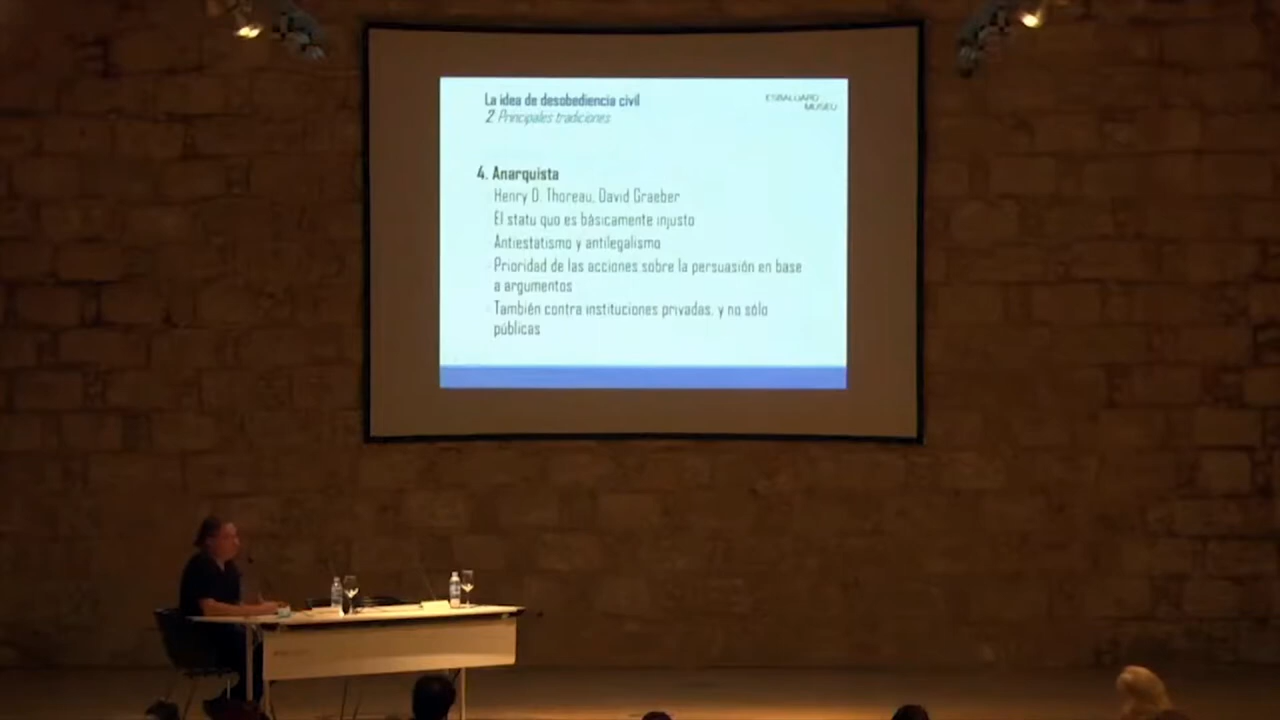 La idea de desobediencia civil
2 Principales tradiciones
ESBALUARD
MUSEU
4. Anarquista
Henry D. Thoreau, David Graeber
El statu quo es básicamente injusto
Antiestatismo y antilegalismo
Prioridad de las acciones sobre la persuasión en base
a argumentos
También contra instituciones privadas, y no sólo
públicas